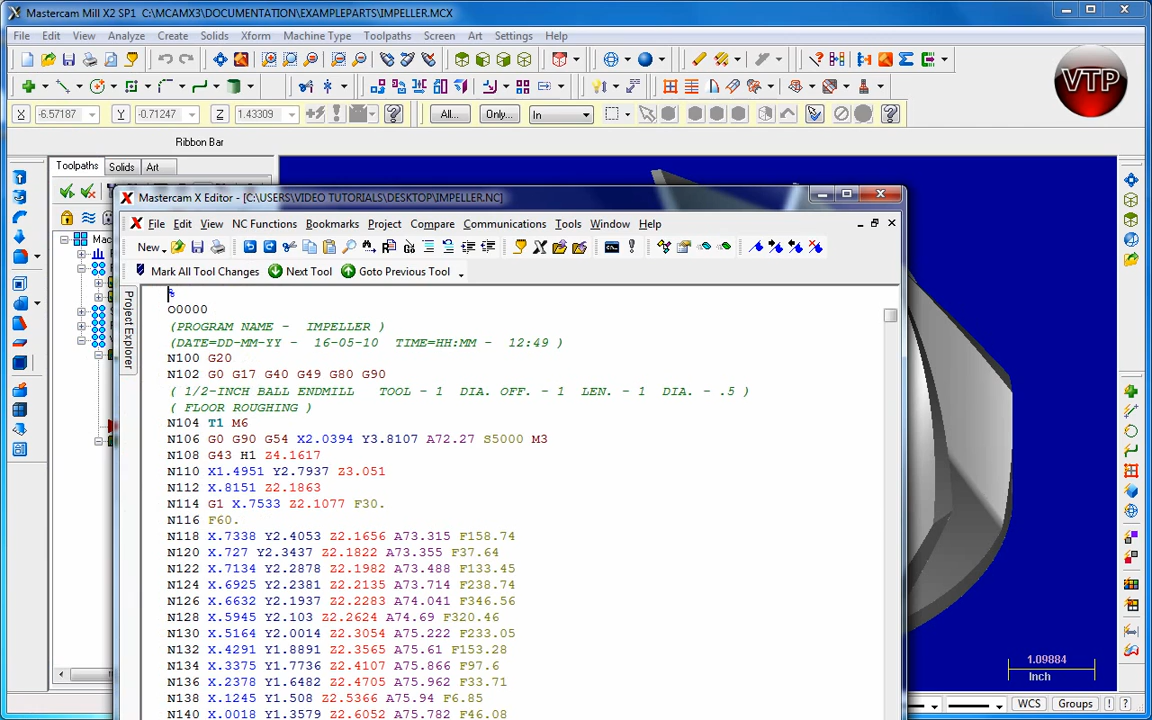 Mastercam Mill X2 SP1  C:\MCAMX3\DOCUMENTATION\EXAMPLEPARTS\IMPELLER.MCX
File Edit View Analyze Create Solids Xform Machine Type Toolpaths Screen Art Settings Help
VTP
X -6.57187 Y -0.71247 Z 1.43309 All... Only... In
Ribbon Bar
Toolpaths Solids Art
Mastercam X Editor - [C:\USERS\VIDEO TUTORIALS\DESKTOP\IMPELLER.NC]
File Edit View NC Functions Bookmarks Project Compare Communications Tools Window Help
New
Mark All Tool Changes Next Tool Goto Previous Tool
Project Explorer
Mac
%
O0000
(PROGRAM NAME -  IMPELLER )
(DATE=DD-MM-YY -  16-05-10  TIME=HH:MM -  12:49 )
N100 G20
N102 G0 G17 G40 G49 G80 G90
( 1/2-INCH BALL ENDMILL   TOOL - 1  DIA. OFF. - 1  LEN. - 1  DIA. - .5 )
( FLOOR ROUGHING )
N104 T1 M6
N106 G0 G90 G54 X2.0394 Y3.8107 A72.27 S5000 M3
N108 G43 H1 Z4.1617
N110 X1.4951 Y2.7937 Z3.051
N112 X.8151 Z2.1863
N114 G1 X.7533 Z2.1077 F30.
N116 F60.
N118 X.7338 Y2.4053 Z2.1656 A73.315 F158.74
N120 X.727 Y2.3437 Z2.1822 A73.355 F37.64
N122 X.7134 Y2.2878 Z2.1982 A73.488 F133.45
N124 X.6925 Y2.2381 Z2.2135 A73.714 F238.74
N126 X.6632 Y2.1937 Z2.2283 A74.041 F346.56
N128 X.5945 Y2.103 Z2.2624 A74.69 F320.46
N130 X.5164 Y2.0014 Z2.3054 A75.222 F233.05
N132 X.4291 Y1.8891 Z2.3565 A75.61 F153.28
N134 X.3375 Y1.7736 Z2.4107 A75.866 F97.6
N136 X.2378 Y1.6482 Z2.4705 A75.962 F33.71
N138 X.1245 Y1.508 Z2.5366 A75.94 F6.85
N140 X.0018 Y1.3579 Z2.6052 A75.782 F46.08
1.09884
Inch
WCS Groups ! ?